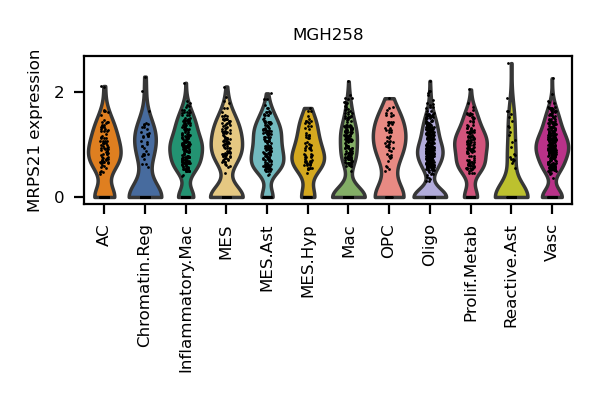 MGH258
MRPS21 expression
2
0
AC
Chromatin.Reg
Inflammatory.Mac
MES
MES.Ast
MES.Hyp
Mac
OPC
Oligo
Prolif.Metab
Reactive.Ast
Vasc